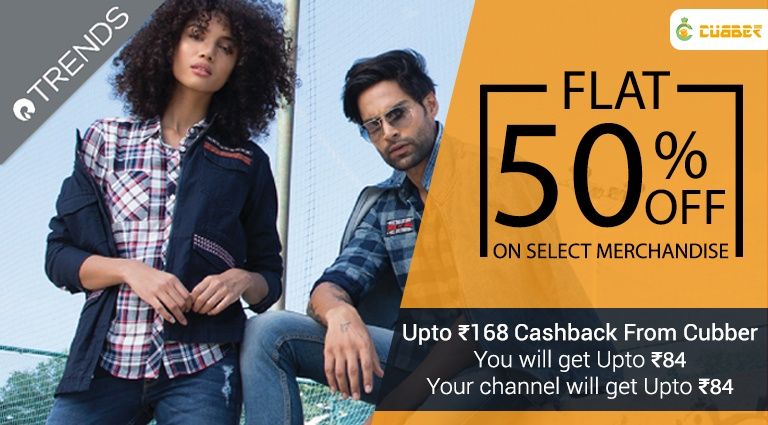 TRENDS
CUBBER
FLAT
50% OFF
ON SELECT MERCHANDISE
Upto ₹168 Cashback From Cubber
You will get Upto ₹84
Your channel will get Upto ₹84